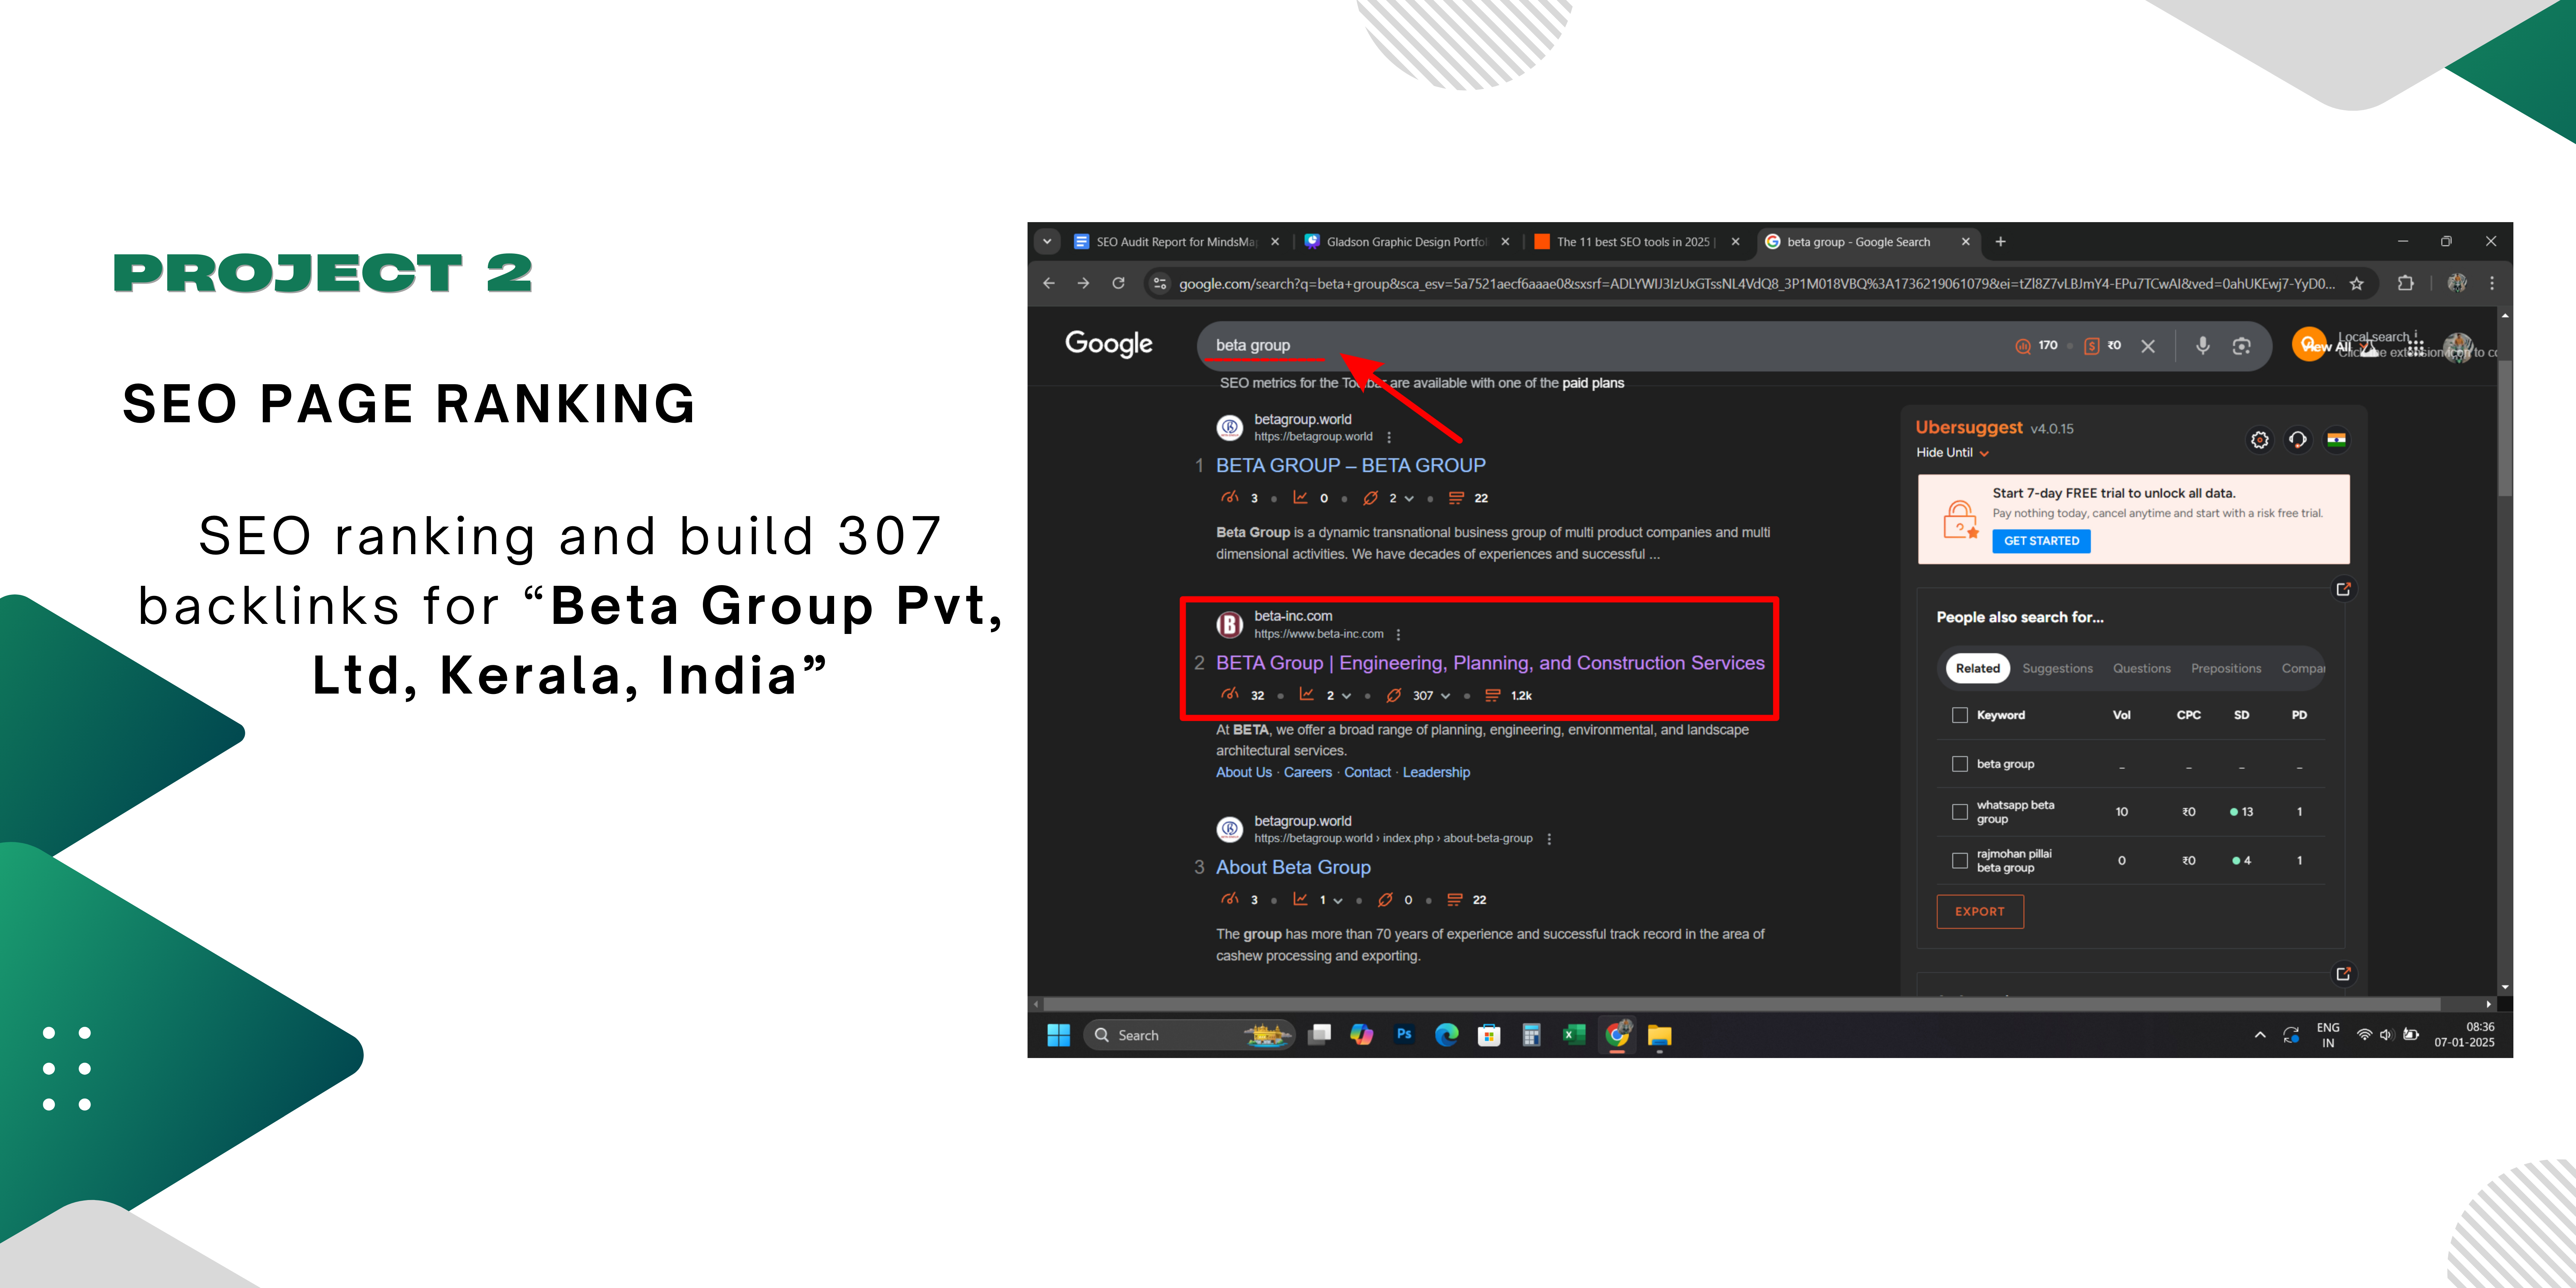 PROJECT 2
SEO PAGE RANKING
SEO ranking and build 307
backlinks for “Beta Group Pvt,
Ltd, Kerala, India”
SEO Audit Report for MindsMa
Gladson Graphic Design Portfo
The 11 best SEO tools in 2025 |
beta group - Google Search
google.com/search?q=beta+group&sca_esv=5a7521aecf6aaae0&sxsrf=ADLYWIJ3IzUxGTssNL4VdQ8_3P1M018VBQ%3A1736219061079&ei=tZl8Z7vLBJmY4-EPu7TCwAI&ved=0ahUKEwj7-YyD0...
Google
beta group
170
₹0
View All
Local search
SEO metrics for the Toolbar are available with one of the paid plans
betagroup.world
https://betagroup.world
1 BETA GROUP – BETA GROUP
3 0 2 22
Beta Group is a dynamic transnational business group of multi product companies and multi
dimensional activities. We have decades of experiences and successful ...
B
beta-inc.com
https://www.beta-inc.com
2 BETA Group | Engineering, Planning, and Construction Services
32 2 307 1.2k
At BETA, we offer a broad range of planning, engineering, environmental, and landscape
architectural services.
About Us · Careers · Contact · Leadership
betagroup.world
https://betagroup.world › index.php › about-beta-group
3 About Beta Group
3 1 0 22
The group has more than 70 years of experience and successful track record in the area of
cashew processing and exporting.
Ubersuggest v4.0.15
Hide Until
Start 7-day FREE trial to unlock all data.
Pay nothing today, cancel anytime and start with a risk free trial.
GET STARTED
People also search for...
Related Suggestions Questions Prepositions Compar
Keyword Vol CPC SD PD
beta group – – – –
whatsapp beta
group 10 ₹0 13 1
rajmohan pillai
beta group 0 ₹0 4 1
EXPORT
Search
Ps
ENG
IN
08:36
07-01-2025